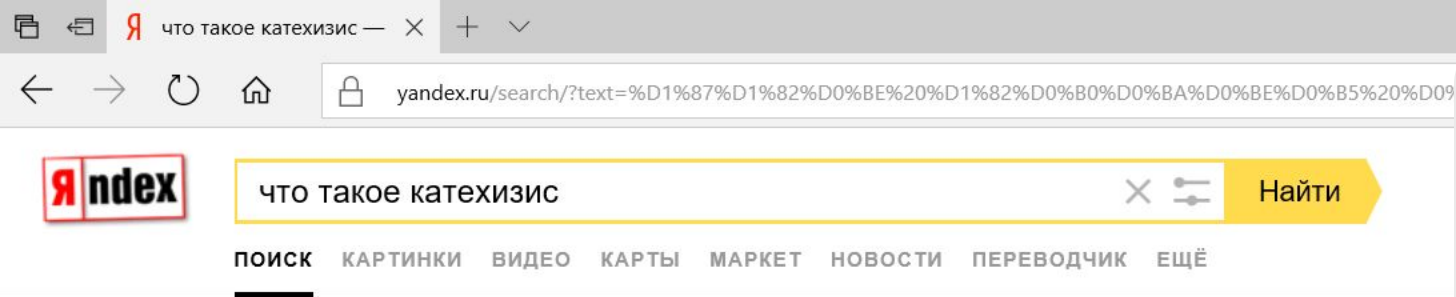 что такое катехизис —
yandex.ru/search/?text=%D1%87%D1%82%D0%BE%20%D1%82%D0%B0%D0%BA%D0%BE%D0%B5%20%D0%
Яndex
что такое катехизис
Найти
ПОИСК КАРТИНКИ ВИДЕО КАРТЫ МАРКЕТ НОВОСТИ ПЕРЕВОДЧИК ЕЩЁ